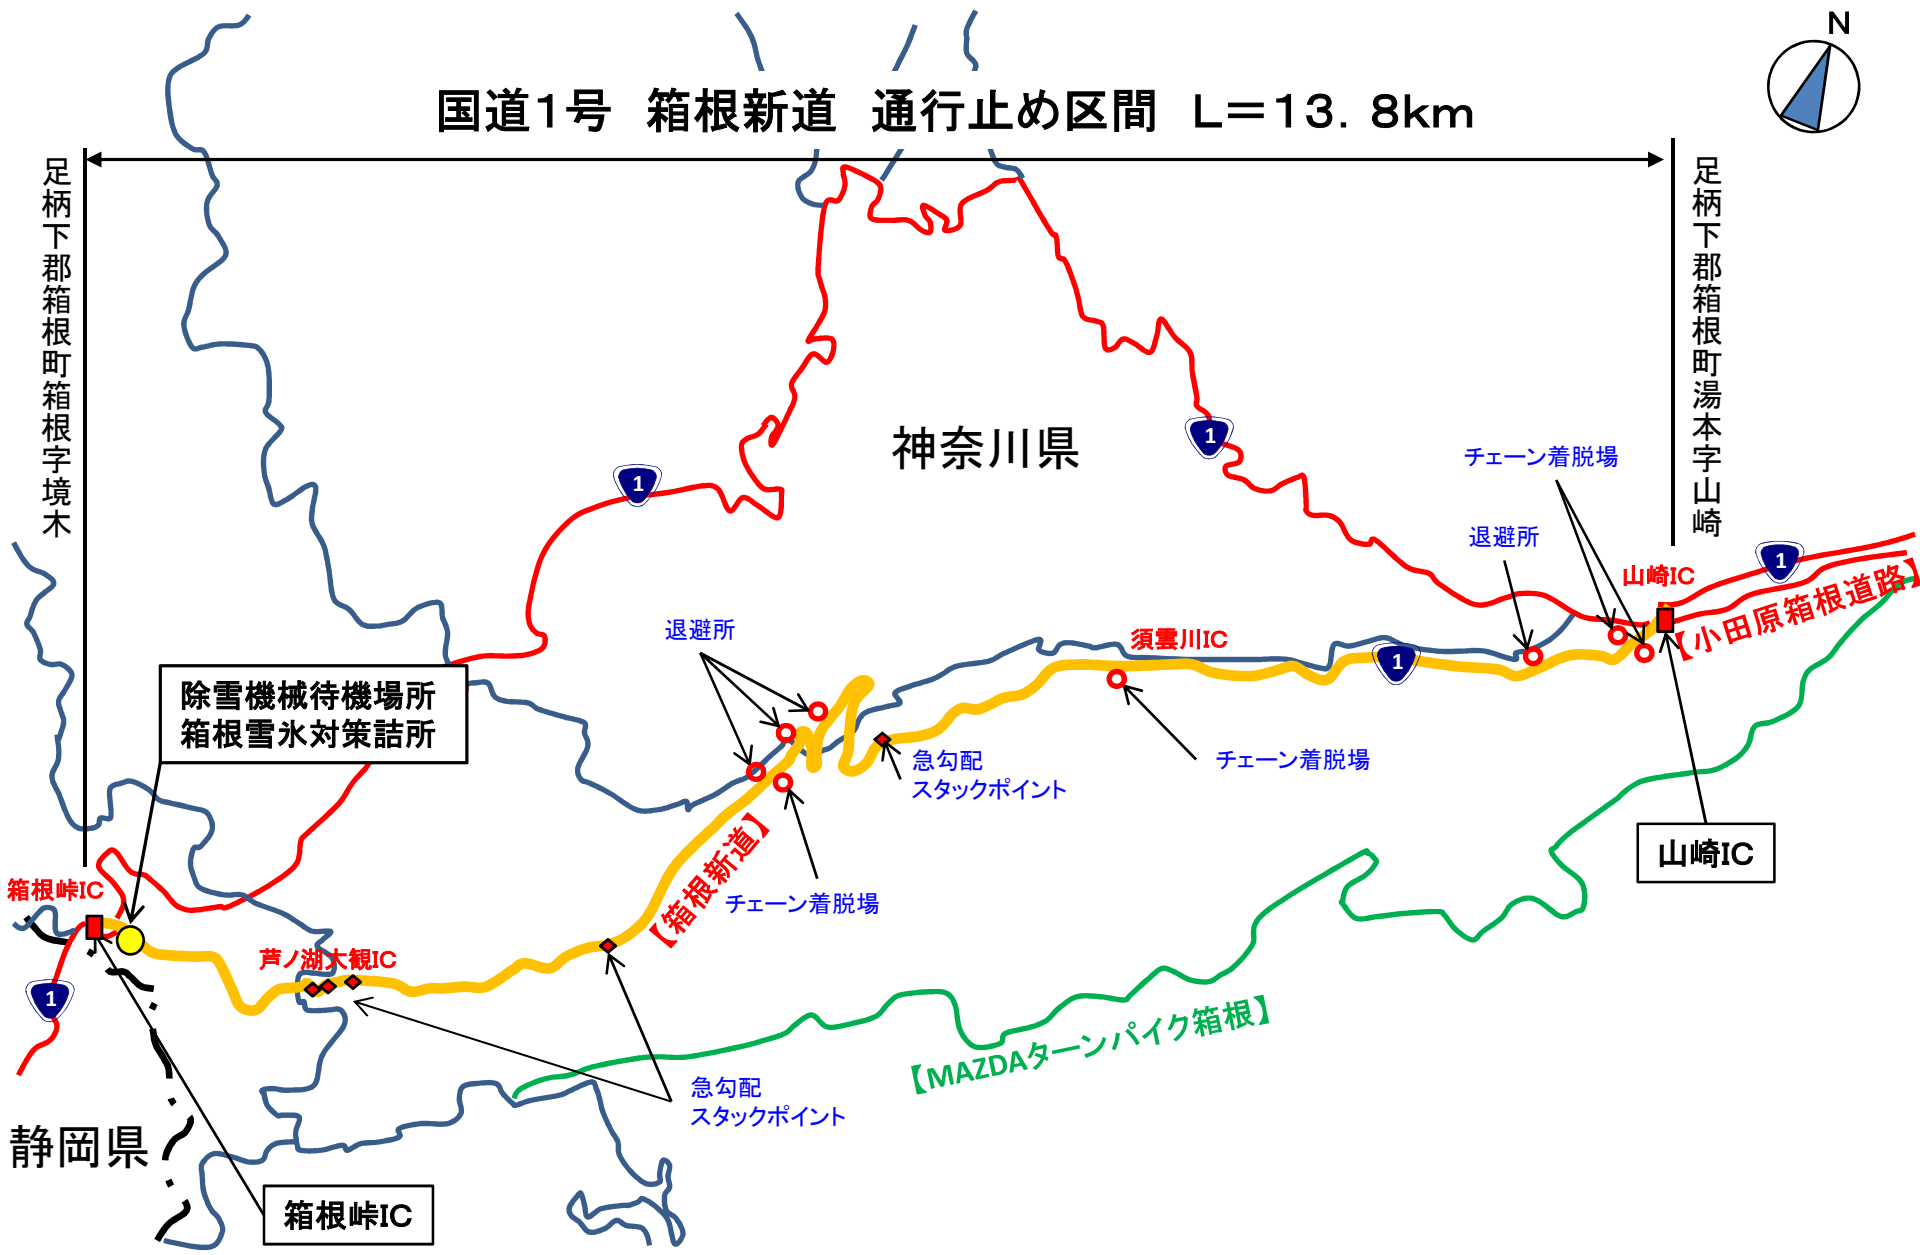 N
国道1号　箱根新道　通行止め区間　L＝13．8km
足柄下郡箱根町箱根字境木
足柄下郡箱根町湯本字山崎
神奈川県
1
1
チェーン着脱場
退避所
山崎IC
1
【小田原箱根道路】
退避所
須雲川IC
1
除雪機械待機場所
箱根雪氷対策詰所
急勾配
スタックポイント
チェーン着脱場
山崎IC
【箱根新道】
チェーン着脱場
箱根峠IC
芦ノ湖大観IC
1
【MAZDAターンパイク箱根】
急勾配
スタックポイント
静岡県
箱根峠IC